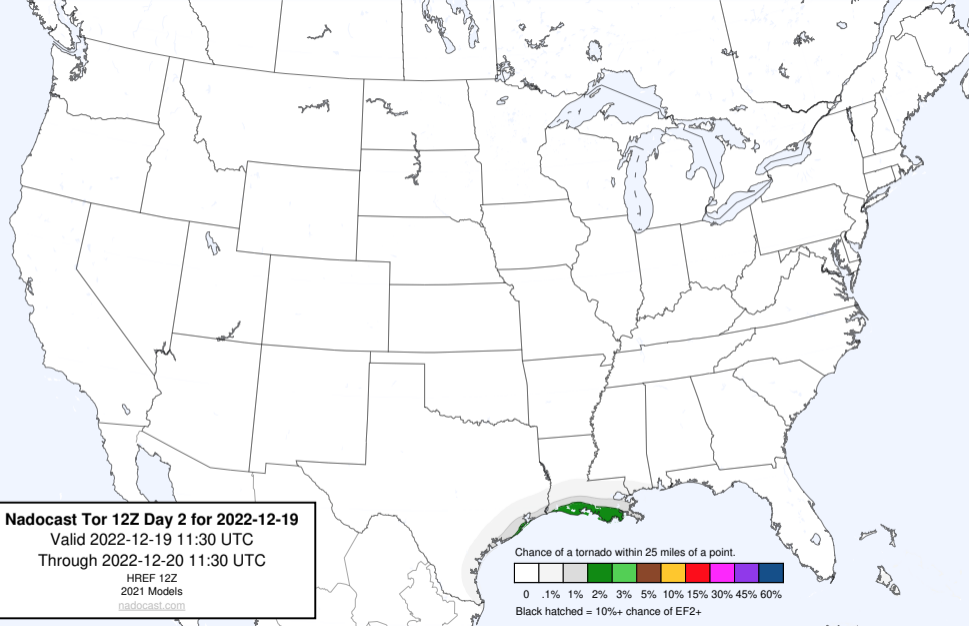 Nadocast Tor 12Z Day 2 for 2022-12-19
Valid 2022-12-19 11:30 UTC
Through 2022-12-20 11:30 UTC
HREF 12Z
2021 Models
nadocast.com
Chance of a tornado within 25 miles of a point.
0 .1% 1% 2% 3% 5% 10% 15% 30% 45% 60%
Black hatched = 10%+ chance of EF2+